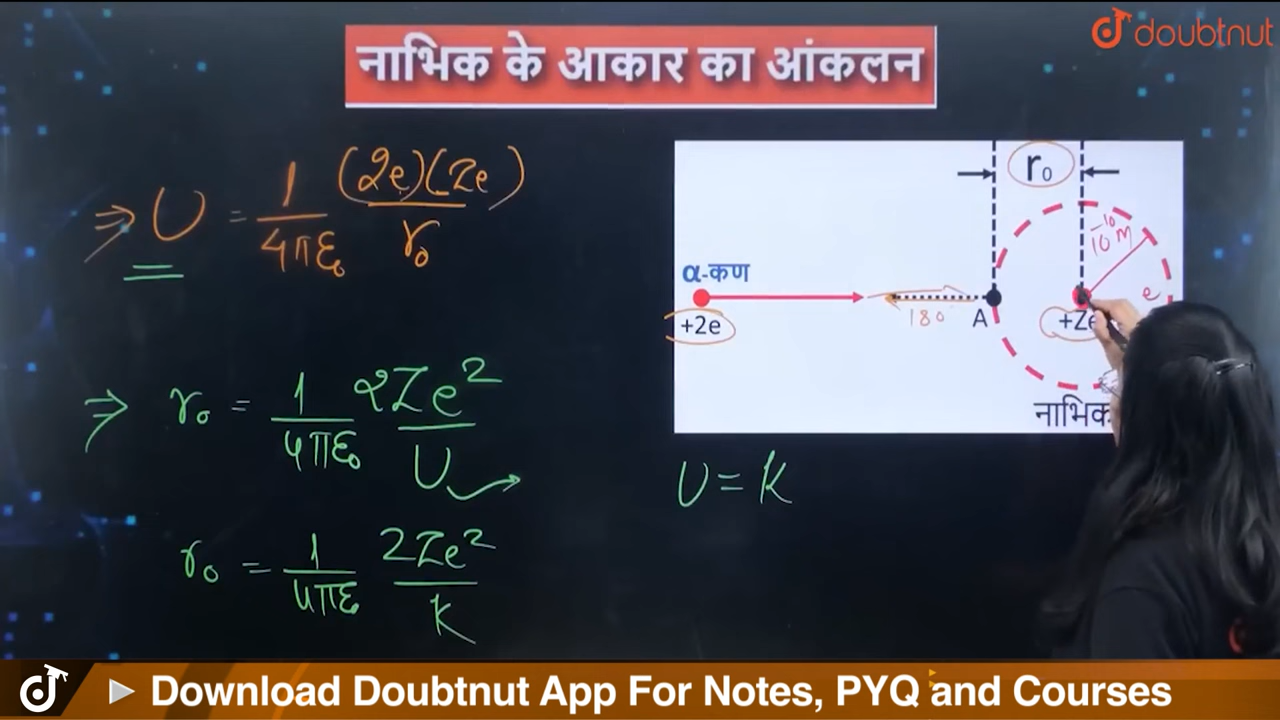 doubtnut
नाभिक के आकार का आंकलन
⇒ U = 1/4πε₀ (2e)(Ze)/r₀
r₀
10⁻¹⁰ m
α-कण
+2e
180°
A
+Ze
e
नाभिक
⇒ r₀ = 1/4πε₀ 2Ze²/U
U = K
r₀ = 1/4πε₀ 2Ze²/K
Download Doubtnut App For Notes, PYQ and Courses